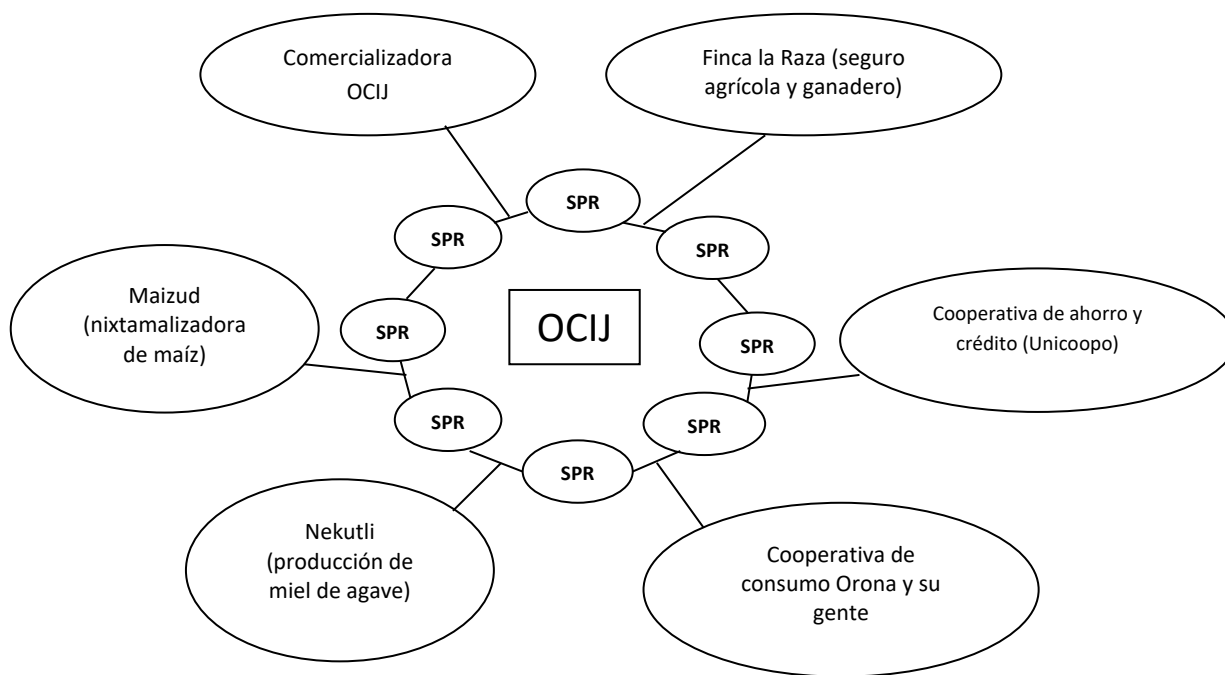 Comercializadora
OCIJ
Finca la Raza (seguro
agrícola y ganadero)
SPR
SPR
SPR
Maizud
(nixtamalizadora
de maíz)
SPR
OCIJ
SPR
Cooperativa de ahorro y
crédito (Unicoopo)
SPR
SPR
SPR
Nekutli
(producción de
miel de agave)
Cooperativa de
consumo Orona y su
gente